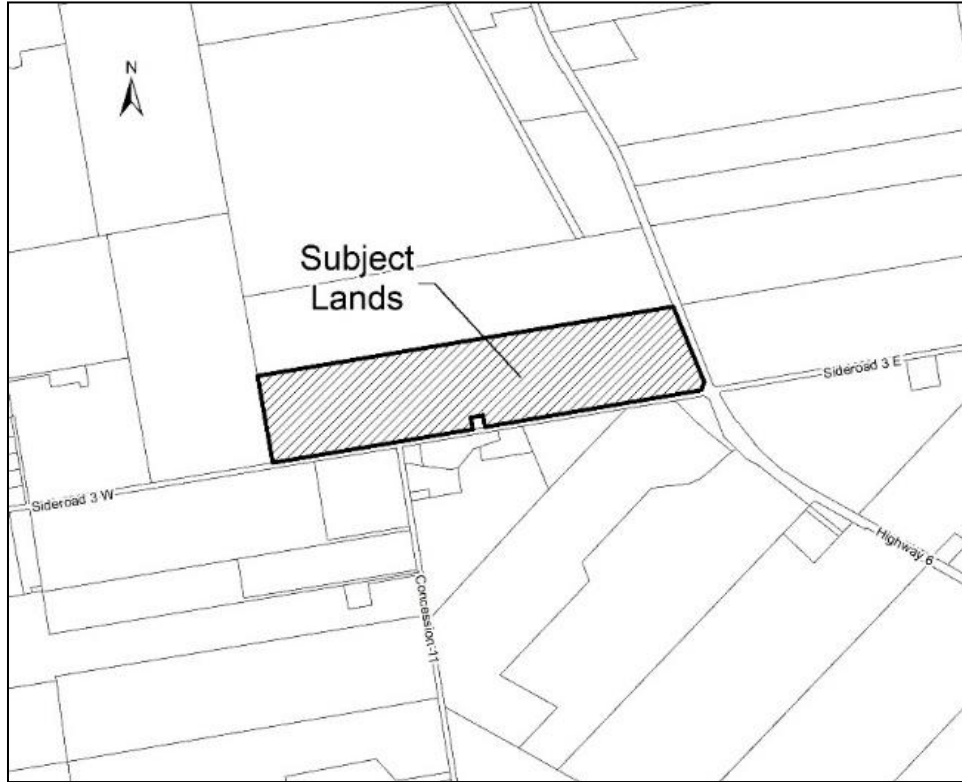 N
Subject
Lands
Sideroad 3 E
Sideroad 3 W
Highway 6
Concession 11